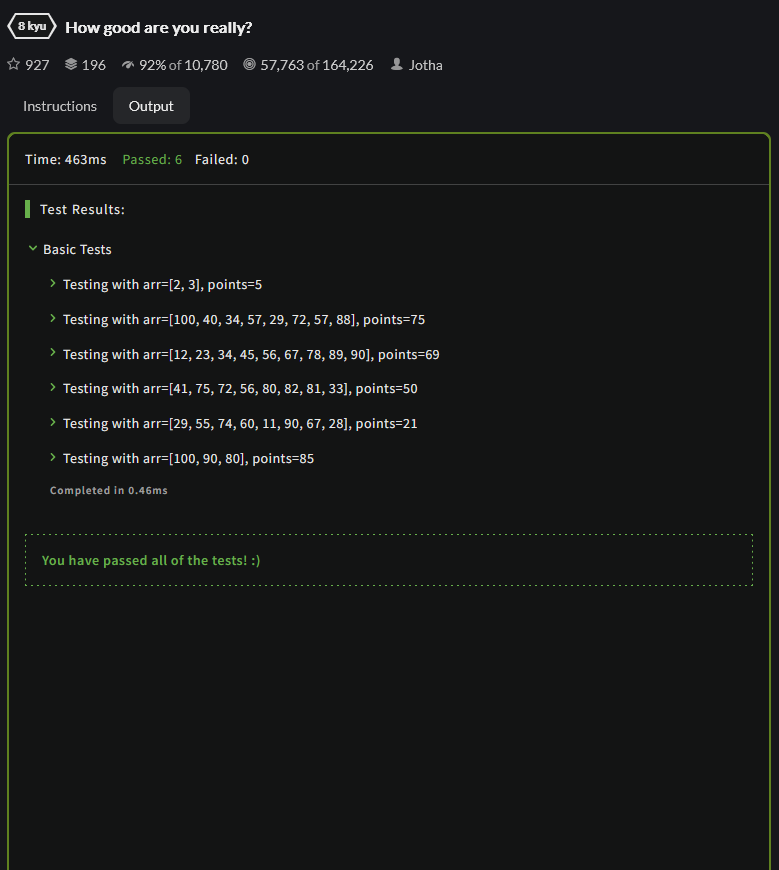 8 kyu How good are you really?
927 196 92% of 10,780 57,763 of 164,226 Jotha
Instructions Output
Time: 463ms Passed: 6 Failed: 0
Test Results:
Basic Tests
Testing with arr=[2, 3], points=5
Testing with arr=[100, 40, 34, 57, 29, 72, 57, 88], points=75
Testing with arr=[12, 23, 34, 45, 56, 67, 78, 89, 90], points=69
Testing with arr=[41, 75, 72, 56, 80, 82, 81, 33], points=50
Testing with arr=[29, 55, 74, 60, 11, 90, 67, 28], points=21
Testing with arr=[100, 90, 80], points=85
Completed in 0.46ms
You have passed all of the tests! :)